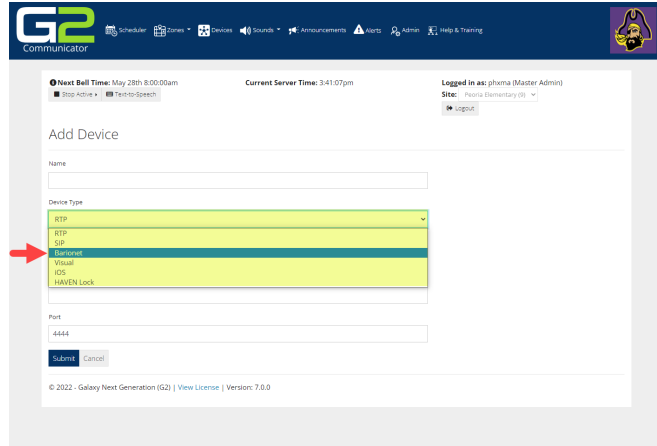 G2
Communicator
Scheduler Zones Devices Sounds Announcements Alerts Admin Help & Training
Next Bell Time: May 28th 8:00:00am Current Server Time: 3:41:07pm Logged in as: phxma (Master Admin)
Stop Active Text-to-Speech Site: Peoria Elementary (9)
Logout
Add Device
Name
Device Type
RTP
RTP
SIP
Barionet
Visual
iOS
HAVEN Lock
Port
4444
Submit Cancel
© 2022 - Galaxy Next Generation (G2) | View License | Version: 7.0.0